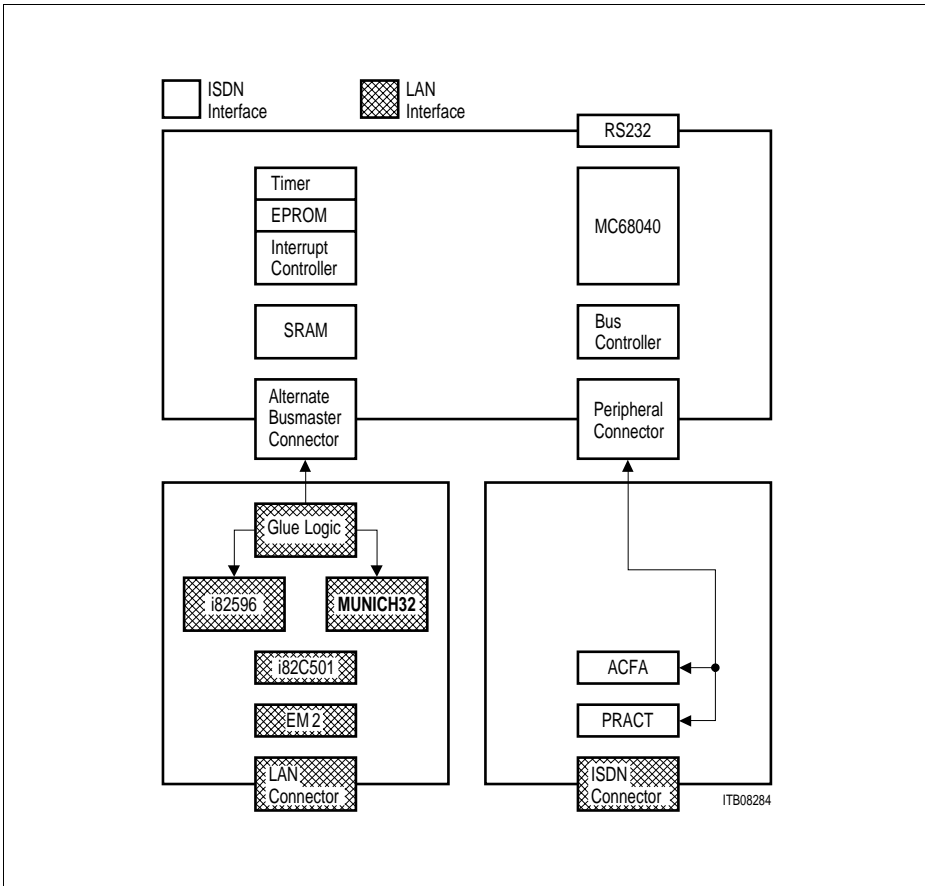 ISDN
Interface
LAN
Interface
RS232
Timer
EPROM
Interrupt
Controller
MC68040
SRAM
Bus
Controller
Alternate
Busmaster
Connector
Peripheral
Connector
Glue Logic
i82596
MUNICH32
i82C501
EM 2
LAN
Connector
ACFA
PRACT
ISDN
Connector
ITB08284